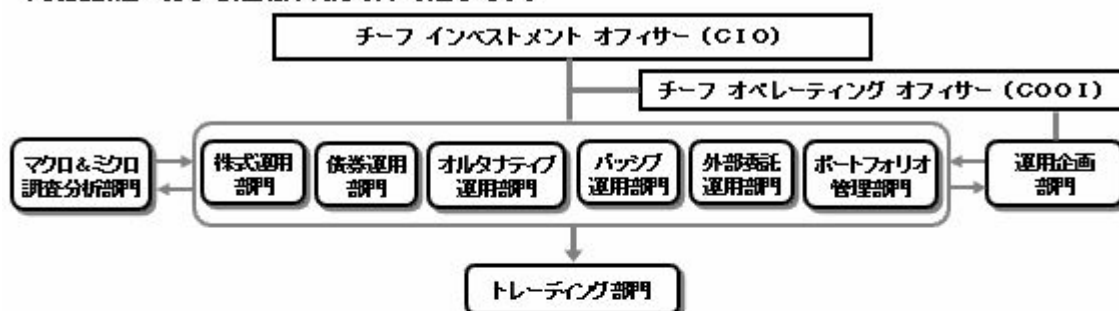 チーフ インベストメント オフィサー (CIO)
チーフ オペレーティング オフィサー (COOI)
マクロ＆ミクロ
調査分析部門
株式運用
部門
債券運用
部門
オルタナティブ
運用部門
パッシブ
運用部門
外部委託
運用部門
ポートフォリオ
管理部門
運用企画
部門
トレーディング部門